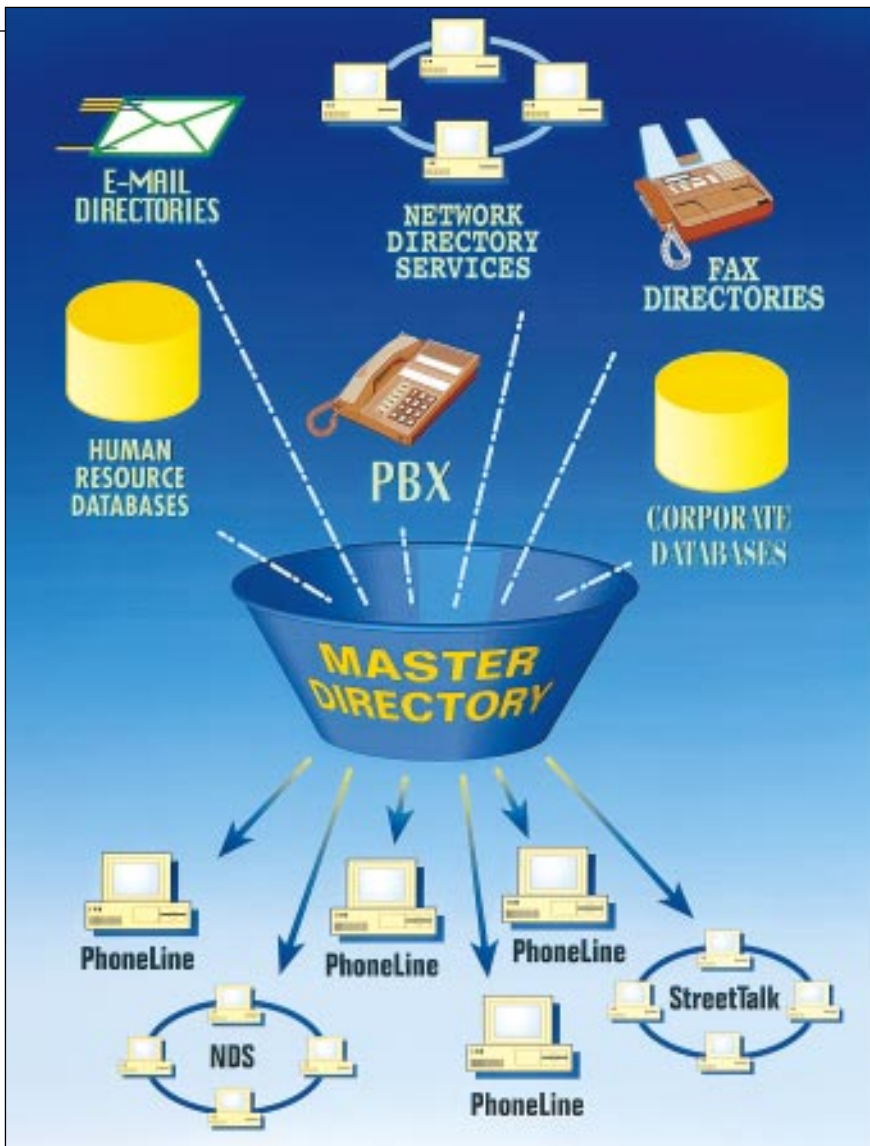 E-MAIL
DIRECTORIES
NETWORK
DIRECTORY
SERVICES
FAX
DIRECTORIES
HUMAN
RESOURCE
DATABASES
PBX
CORPORATE
DATABASES
MASTER
DIRECTORY
PhoneLine
PhoneLine
PhoneLine
StreetTalk
NDS
PhoneLine